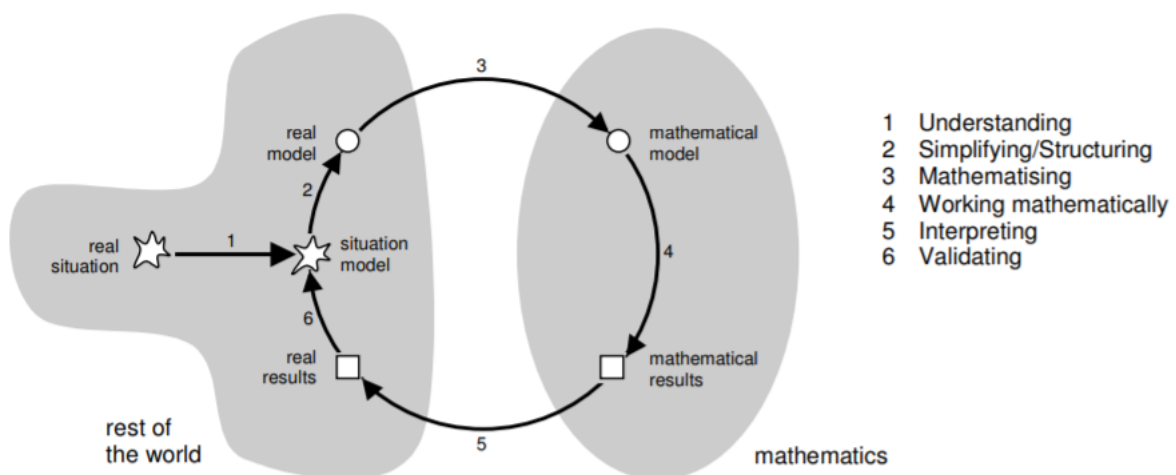 3
real
model
mathematical
model
2
1
real
situation
situation
model
4
6
real
results
mathematical
results
5
rest of
the world
mathematics
1 Understanding
2 Simplifying/Structuring
3 Mathematising
4 Working mathematically
5 Interpreting
6 Validating